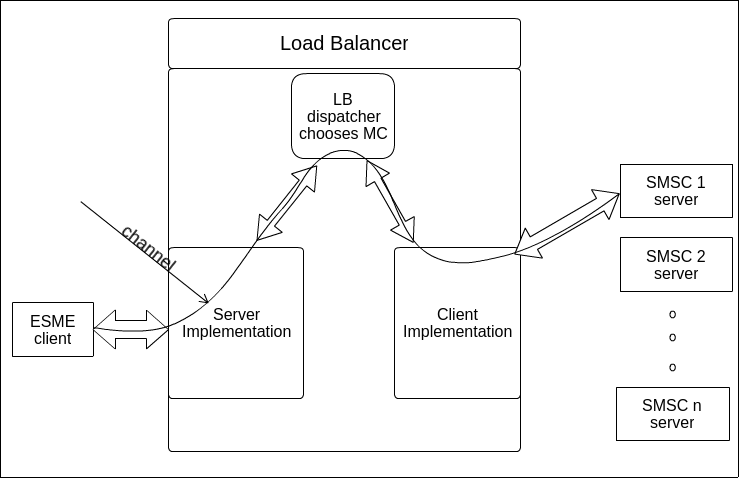 Load Balancer
LB
dispatcher
chooses MC
channel
ESME
client
Server
Implementation
Client
Implementation
SMSC 1
server
SMSC 2
server
SMSC n
server